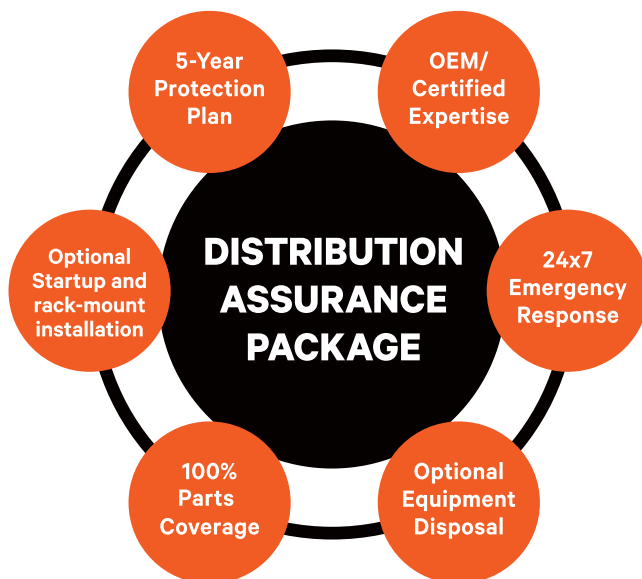 5-Year
Protection
Plan
OEM/
Certified
Expertise
DISTRIBUTION
ASSURANCE
PACKAGE
Optional
Startup and
rack-mount
installation
24x7
Emergency
Response
100%
Parts
Coverage
Optional
Equipment
Disposal